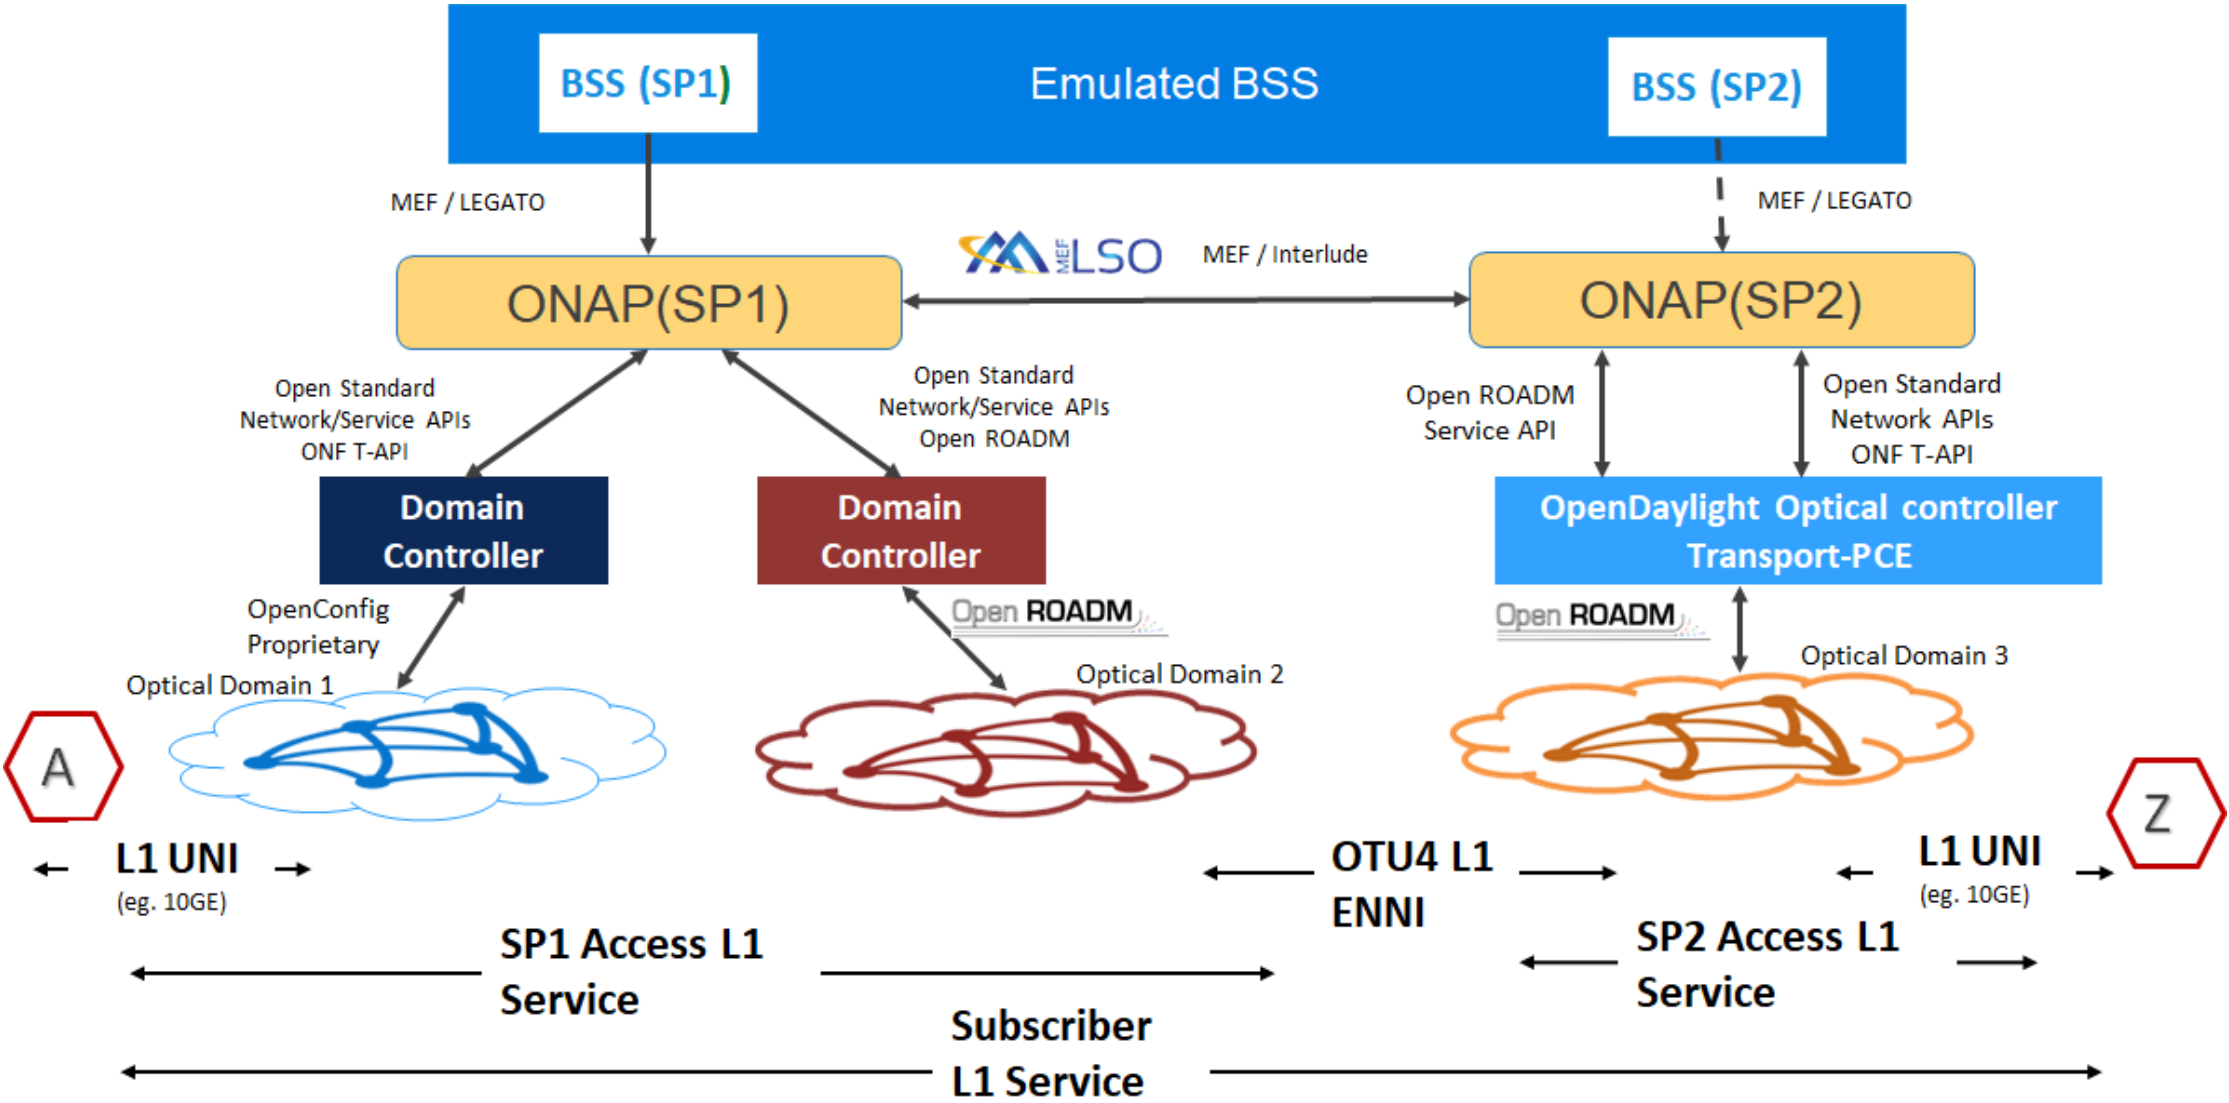 BSS (SP1)
Emulated BSS
BSS (SP2)
MEF / LEGATO
MEF / LEGATO
MEF LSO
MEF / Interlude
ONAP(SP1)
ONAP(SP2)
Open Standard
Network/Service APIs
ONF T-API
Open Standard
Network/Service APIs
Open ROADM
Open ROADM
Service API
Open Standard
Network APIs
ONF T-API
Domain
Controller
Domain
Controller
OpenDaylight Optical controller
Transport-PCE
OpenConfig
Proprietary
Open ROADM
Open ROADM
Optical Domain 1
Optical Domain 2
Optical Domain 3
A
Z
L1 UNI
(eg. 10GE)
OTU4 L1
ENNI
L1 UNI
(eg. 10GE)
SP1 Access L1
Service
SP2 Access L1
Service
Subscriber
L1 Service